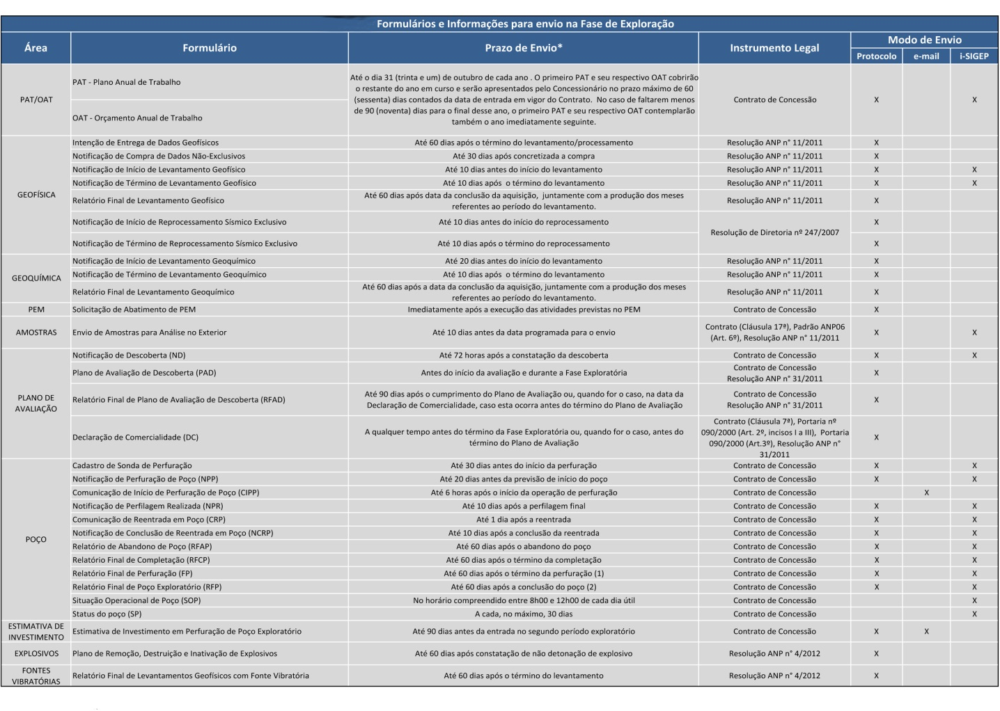 Formulários e Informações para envio na Fase de Exploração
Área
Formulário
Prazo de Envio*
Instrumento Legal
Modo de Envio
Protocolo
e-mail
i-SIGEP
PAT/OAT
PAT - Plano Anual de Trabalho
OAT - Orçamento Anual de Trabalho
Até o dia 31 (trinta e um) de outubro de cada ano . O primeiro PAT e seu respectivo OAT cobrirão
o restante do ano em curso e serão apresentados pelo Concessionário no prazo máximo de 60
(sessenta) dias contados da data de entrada em vigor do Contrato.  No caso de faltarem menos
de 90 (noventa) dias para o final desse ano, o primeiro PAT e seu respectivo OAT contemplarão
também o ano imediatamente seguinte.
Contrato de Concessão
X
X
GEOFÍSICA
Intenção de Entrega de Dados Geofísicos
Até 60 dias após o término do levantamento/processamento
Resolução ANP n° 11/2011
X
Notificação de Compra de Dados Não-Exclusivos
Até 30 dias após concretizada a compra
Resolução ANP n° 11/2011
X
Notificação de Início de Levantamento Geofísico
Até 10 dias antes do início do levantamento
Resolução ANP n° 11/2011
X
X
Notificação de Término de Levantamento Geofísico
Até 10 dias após  o término do levantamento
Resolução ANP n° 11/2011
X
X
Relatório Final de Levantamento Geofísico
Até 60 dias após data da conclusão da aquisição,  juntamente com a produção dos meses
referentes ao período do levantamento.
Resolução ANP n° 11/2011
X
Notificação de Início de Reprocessamento Sísmico Exclusivo
Até 10 dias antes do início do reprocessamento
Resolução de Diretoria nº 247/2007
X
Notificação de Término de Reprocessamento Sísmico Exclusivo
Até 10 dias após o término do reprocessamento
X
GEOQUÍMICA
Notificação de Início de Levantamento Geoquímico
Até 20 dias antes do início do levantamento
Resolução ANP n° 11/2011
X
Notificação de Término de Levantamento Geoquímico
Até 10 dias após  o término do levantamento
Resolução ANP n° 11/2011
X
Relatório Final de Levantamento Geoquímico
Até 60 dias após a data da conclusão da aquisição, juntamente com a produção dos meses
referentes ao período do levantamento.
Resolução ANP n° 11/2011
X
PEM
Solicitação de Abatimento de PEM
Imediatamente após a execução das atividades previstas no PEM
Contrato de Concessão
X
AMOSTRAS
Envio de Amostras para Análise no Exterior
Até 10 dias antes da data programada para o envio
Contrato (Cláusula 17ª), Padrão ANP06
(Art. 6º), Resolução ANP n° 11/2011
X
X
PLANO DE
AVALIAÇÃO
Notificação de Descoberta (ND)
Até 72 horas após a constatação da descoberta
Contrato de Concessão
X
X
Plano de Avaliação de Descoberta (PAD)
Antes do início da avaliação e durante a Fase Exploratória
Contrato de Concessão
Resolução ANP n° 31/2011
X
Relatório Final de Plano de Avaliação de Descoberta (RFAD)
Até 90 dias após o cumprimento do Plano de Avaliação ou, quando for o caso, na data da
Declaração de Comercialidade, caso esta ocorra antes do término do Plano de Avaliação
Contrato de Concessão
Resolução ANP n° 31/2011
X
Declaração de Comercialidade (DC)
A qualquer tempo antes do término da Fase Exploratória ou, quando for o caso, antes do
término do Plano de Avaliação
Contrato (Cláusula 7ª), Portaria nº
090/2000 (Art. 2º, incisos I a III),  Portaria
090/2000 (Art.3º), Resolução ANP n°
31/2011
X
POÇO
Cadastro de Sonda de Perfuração
Até 30 dias antes do início da perfuração
Contrato de Concessão
X
X
Notificação de Perfuração de Poço (NPP)
Até 20 dias antes da previsão de início do poço
Contrato de Concessão
X
X
Comunicação de Início de Perfuração de Poço (CIPP)
Até 6 horas após o início da operação de perfuração
Contrato de Concessão
X
Notificação de Perfilagem Realizada (NPR)
Até 10 dias após a perfilagem final
Contrato de Concessão
X
X
Comunicação de Reentrada em Poço (CRP)
Até 1 dia após a reentrada
Contrato de Concessão
X
X
Notificação de Conclusão de Reentrada em Poço (NCRP)
Até 10 dias após a conclusão da reentrada
Contrato de Concessão
X
X
Relatório de Abandono de Poço (RFAP)
Até 60 dias após o abandono do poço
Contrato de Concessão
X
X
Relatório Final de Completação (RFCP)
Até 60 dias após o término da completação
Contrato de Concessão
X
X
Relatório Final de Perfuração (FP)
Até 60 dias após o término da perfuração (1)
Contrato de Concessão
X
X
Relatório Final de Poço Exploratório (RFP)
Até 60 dias após a conclusão do poço (2)
Contrato de Concessão
X
X
Situação Operacional de Poço (SOP)
No horário compreendido entre 8h00 e 12h00 de cada dia útil
Contrato de Concessão
X
Status do poço (SP)
A cada, no máximo, 30 dias
Contrato de Concessão
X
ESTIMATIVA DE
INVESTIMENTO
Estimativa de Investimento em Perfuração de Poço Exploratório
Até 90 dias antes da entrada no segundo período exploratório
Contrato de Concessão
X
X
EXPLOSIVOS
Plano de Remoção, Destruição e Inativação de Explosivos
Até 60 dias após constatação de não detonação de explosivo
Resolução ANP n° 4/2012
X
FONTES
VIBRATÓRIAS
Relatório Final de Levantamentos Geofísicos com Fonte Vibratória
Até 60 dias após o término do levantamento
Resolução ANP n° 4/2012
X